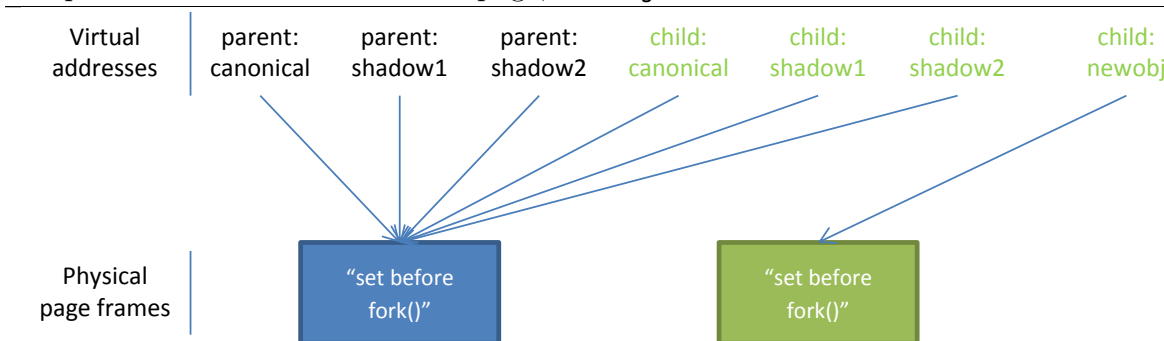 Virtual addresses
parent: canonical
parent: shadow1
parent: shadow2
child: canonical
child: shadow1
child: shadow2
child: newobj
Physical page frames
“set before fork()”
“set before fork()”